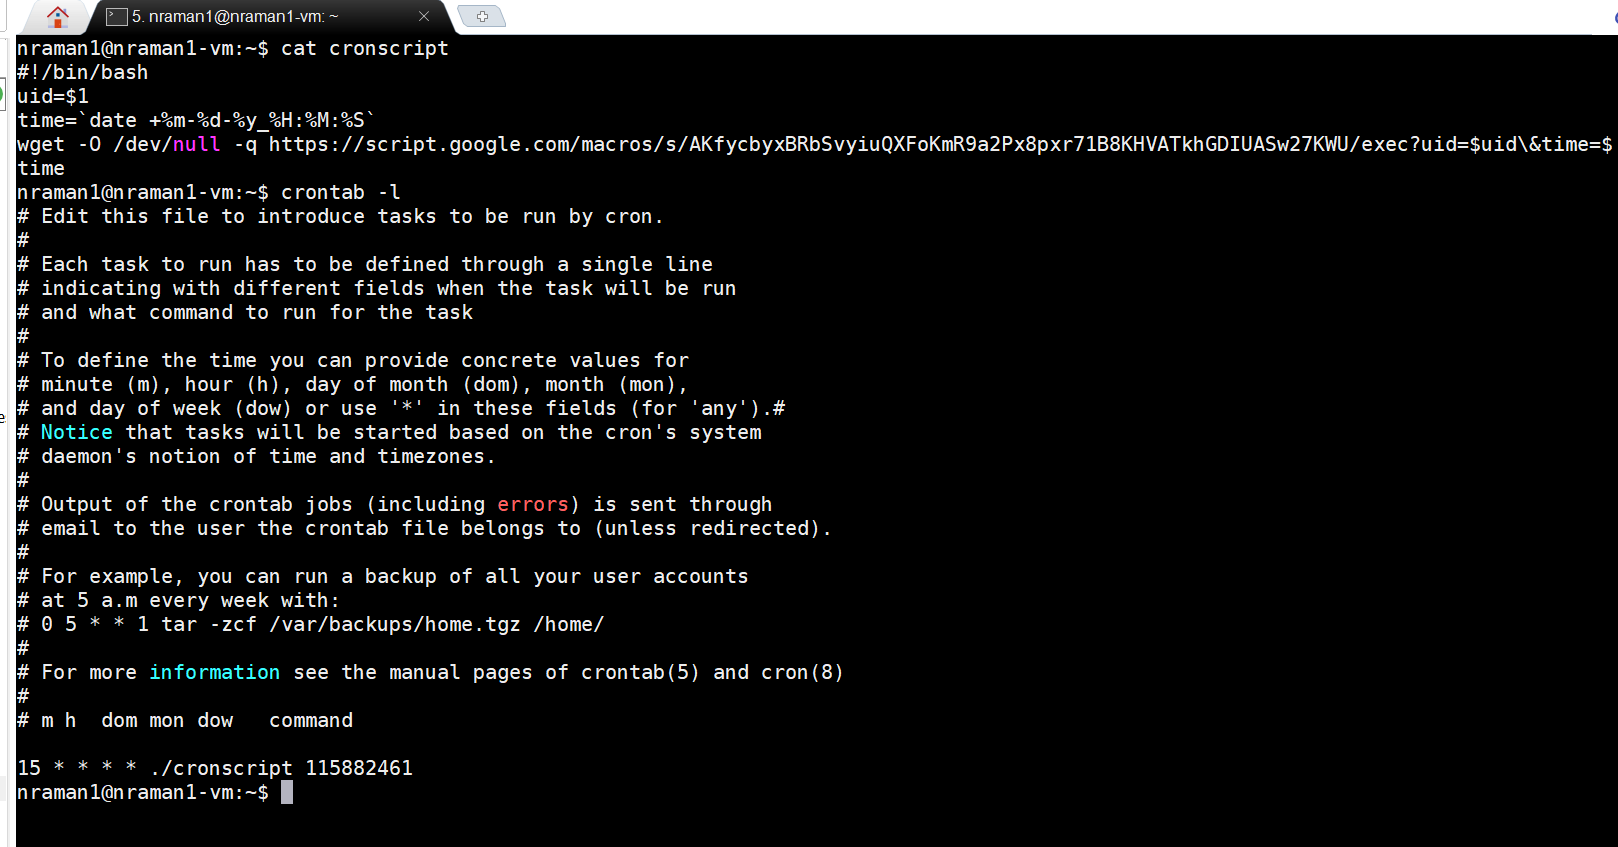 5. nraman1@nraman1-vm: ~
nraman1@nraman1-vm:~$ cat cronscript
#!/bin/bash
uid=$1
time=`date +%m-%d-%y_%H:%M:%S`
wget -O /dev/null -q https://script.google.com/macros/s/AKfycbyxBRbSvyiuQXFoKmR9a2Px8pxr71B8KHVATkhGDIUASw27KWU/exec?uid=$uid\&time=$
time
nraman1@nraman1-vm:~$ crontab -l
# Edit this file to introduce tasks to be run by cron.
#
# Each task to run has to be defined through a single line
# indicating with different fields when the task will be run
# and what command to run for the task
#
# To define the time you can provide concrete values for
# minute (m), hour (h), day of month (dom), month (mon),
# and day of week (dow) or use '*' in these fields (for 'any').#
# Notice that tasks will be started based on the cron's system
# daemon's notion of time and timezones.
#
# Output of the crontab jobs (including errors) is sent through
# email to the user the crontab file belongs to (unless redirected).
#
# For example, you can run a backup of all your user accounts
# at 5 a.m every week with:
# 0 5 * * 1 tar -zcf /var/backups/home.tgz /home/
#
# For more information see the manual pages of crontab(5) and cron(8)
#
# m h  dom mon dow   command
15 * * * * ./cronscript 115882461
nraman1@nraman1-vm:~$